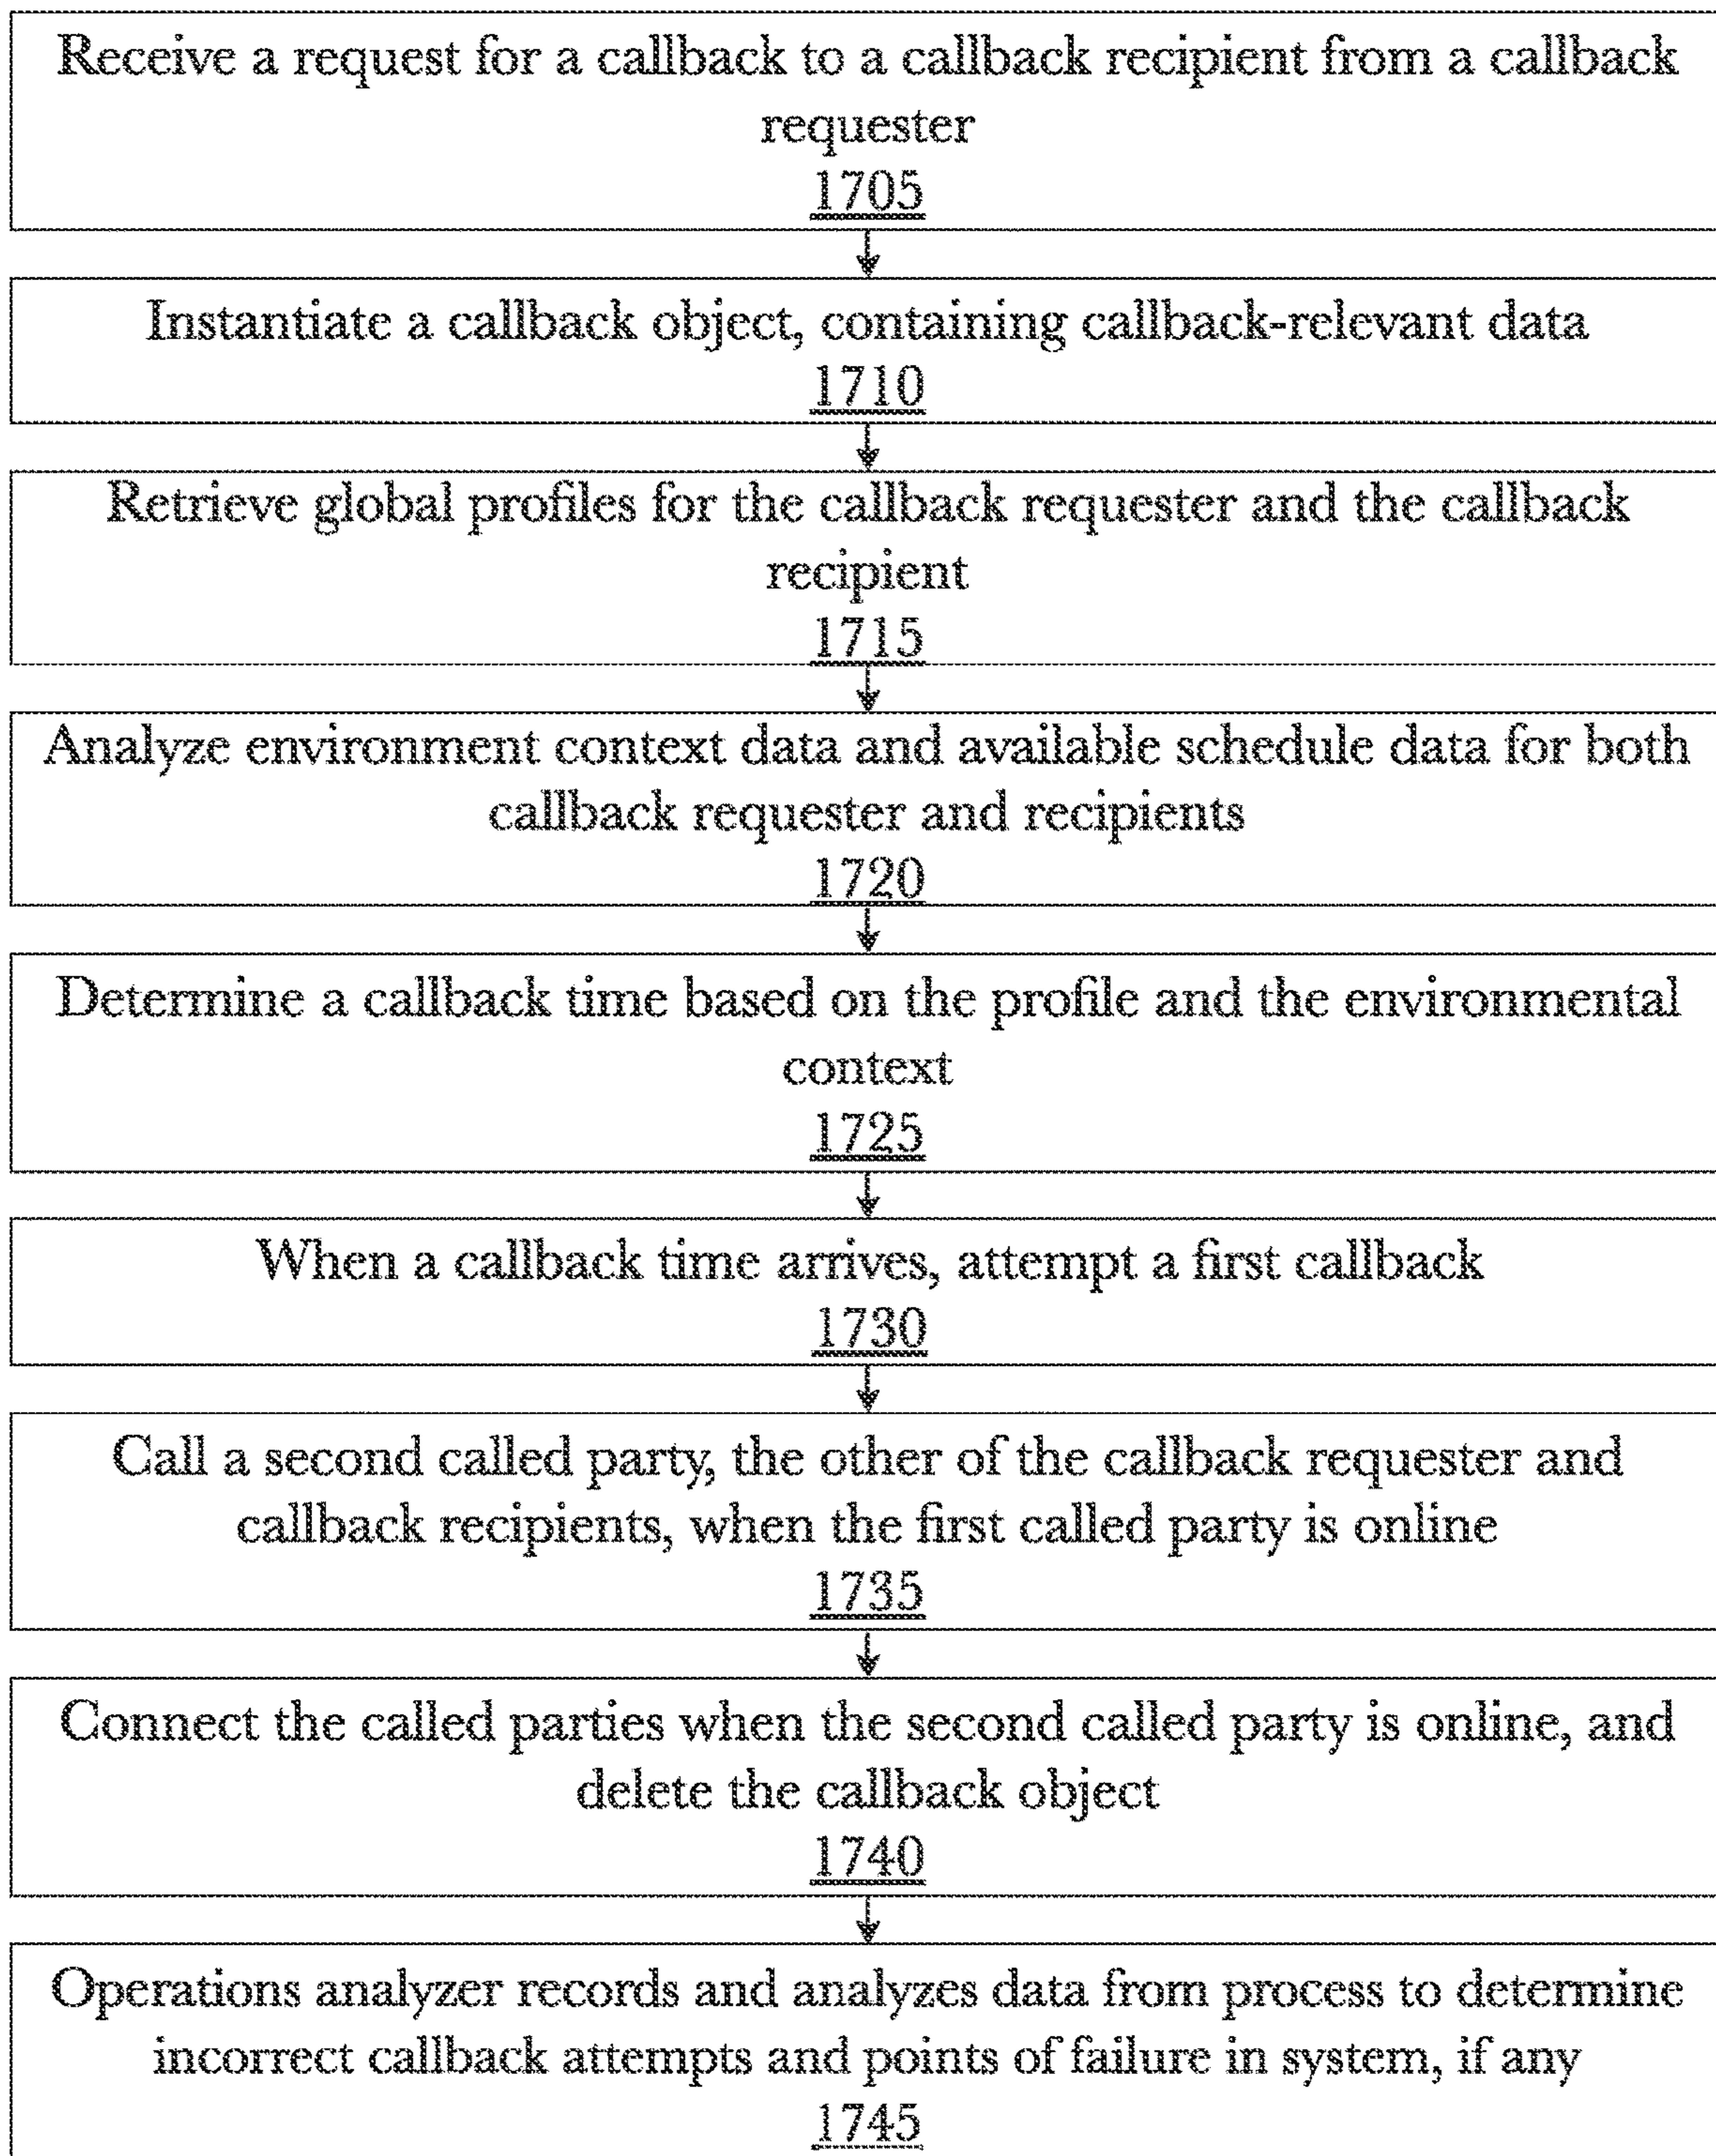 Receive a request for a callback to a callback recipient from a callback
requester
1705
Instantiate a callback object, containing callback-relevant data
1710
Retrieve global profiles for the callback requester and the callback
recipient
1715
Analyze environment context data and available schedule data for both
callback requester and recipients
1720
Determine a callback time based on the profile and the environmental
context
1725
When a callback time arrives, attempt a first callback
1730
Call a second called party, the other of the callback requester and
callback recipients, when the first called party is online
1735
Connect the called parties when the second called party is online, and
delete the callback object
1740
Operations analyzer records and analyzes data from process to determine
incorrect callback attempts and points of failure in system, if any
1745